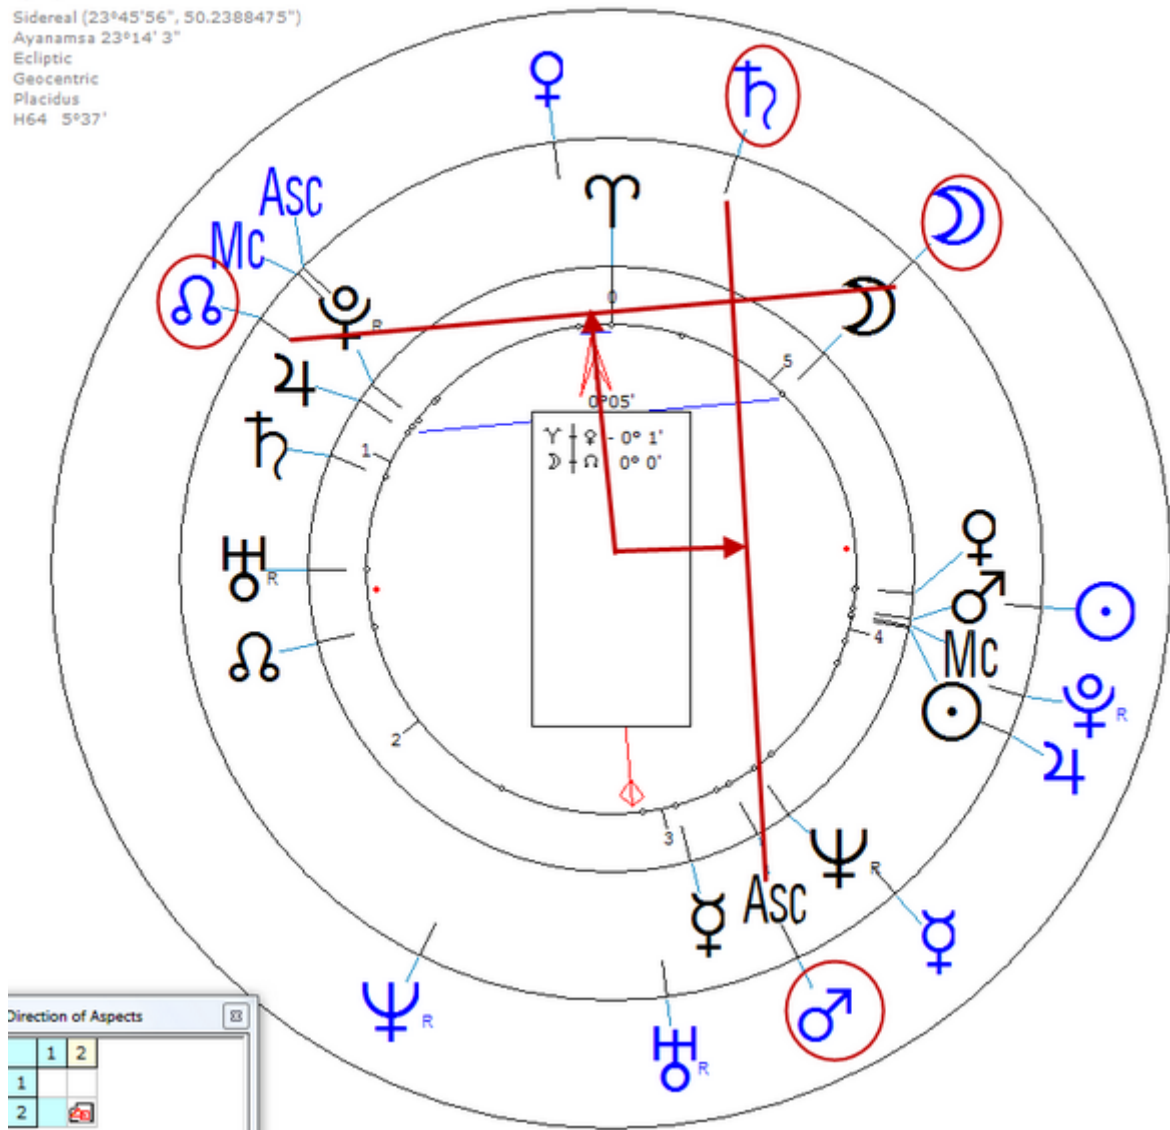 Sidereal (23°45'56", 50.2388475")
Ayanamsa 23°14' 3"
Ecliptic
Geocentric
Placidus
H64 5°37'
♀
♄
♈
Asc
Mc
☽
☊
☽
♇ R
0
♃
5
0°05'
♈ ┼ ♀ - 0° 1'
☽ ┼ ☊ 0° 0'
♄
1
♀
♅ R
♂
☉
4
☊
Mc
♇ R
☉
2
♃
3
♆ R
Asc
☿
☿
♆ R
♂
♅ R
Direction of Aspects
1 2
1
2